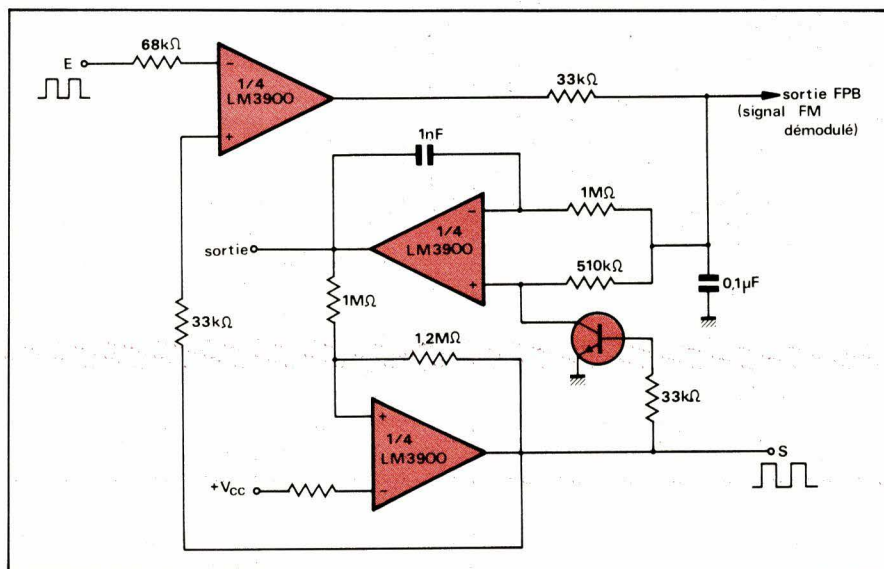 E
68kΩ
−
1/4
LM3900
+
33kΩ
sortie FPB
(signal FM
démodulé)
1nF
−
1/4
LM3900
+
1MΩ
510kΩ
0,1µF
sortie
1MΩ
33kΩ
1,2MΩ
33kΩ
+
1/4
LM3900
−
S
+VCC